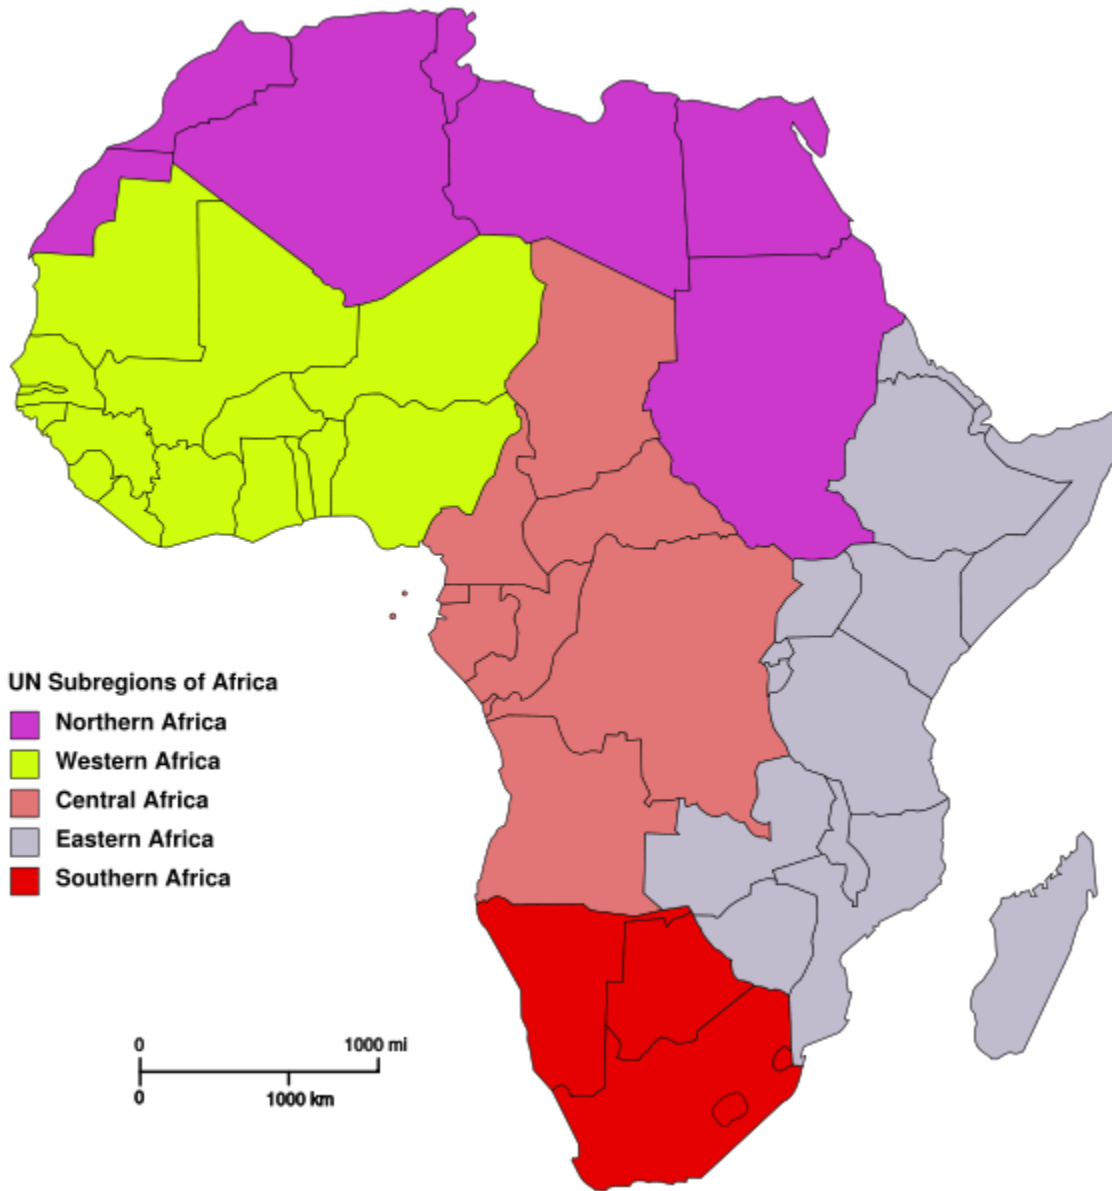 UN Subregions of Africa
Northern Africa
Western Africa
Central Africa
Eastern Africa
Southern Africa
0 1000 mi
0 1000 km